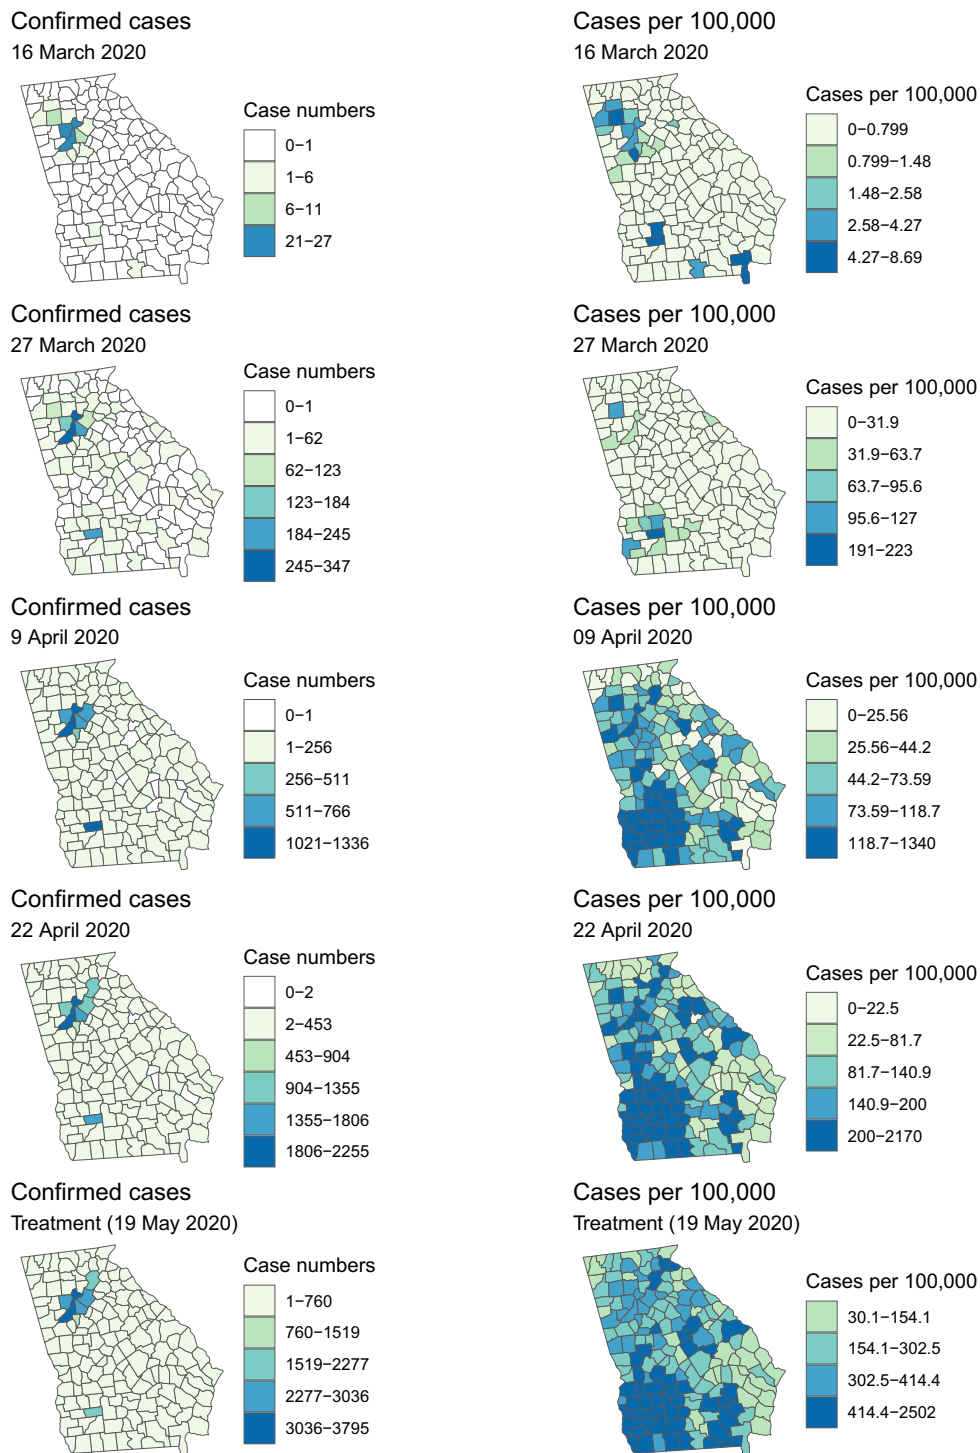 Confirmed cases
16 March 2020
Case numbers
0−1
1−6
6−11
21−27
Cases per 100,000
16 March 2020
Cases per 100,000
0−0.799
0.799−1.48
1.48−2.58
2.58−4.27
4.27−8.69
Confirmed cases
27 March 2020
Case numbers
0−1
1−62
62−123
123−184
184−245
245−347
Cases per 100,000
27 March 2020
Cases per 100,000
0−31.9
31.9−63.7
63.7−95.6
95.6−127
191−223
Confirmed cases
9 April 2020
Case numbers
0−1
1−256
256−511
511−766
1021−1336
Cases per 100,000
09 April 2020
Cases per 100,000
0−25.56
25.56−44.2
44.2−73.59
73.59−118.7
118.7−1340
Confirmed cases
22 April 2020
Case numbers
0−2
2−453
453−904
904−1355
1355−1806
1806−2255
Cases per 100,000
22 April 2020
Cases per 100,000
0−22.5
22.5−81.7
81.7−140.9
140.9−200
200−2170
Confirmed cases
Treatment (19 May 2020)
Case numbers
1−760
760−1519
1519−2277
2277−3036
3036−3795
Cases per 100,000
Treatment (19 May 2020)
Cases per 100,000
30.1−154.1
154.1−302.5
302.5−414.4
414.4−2502